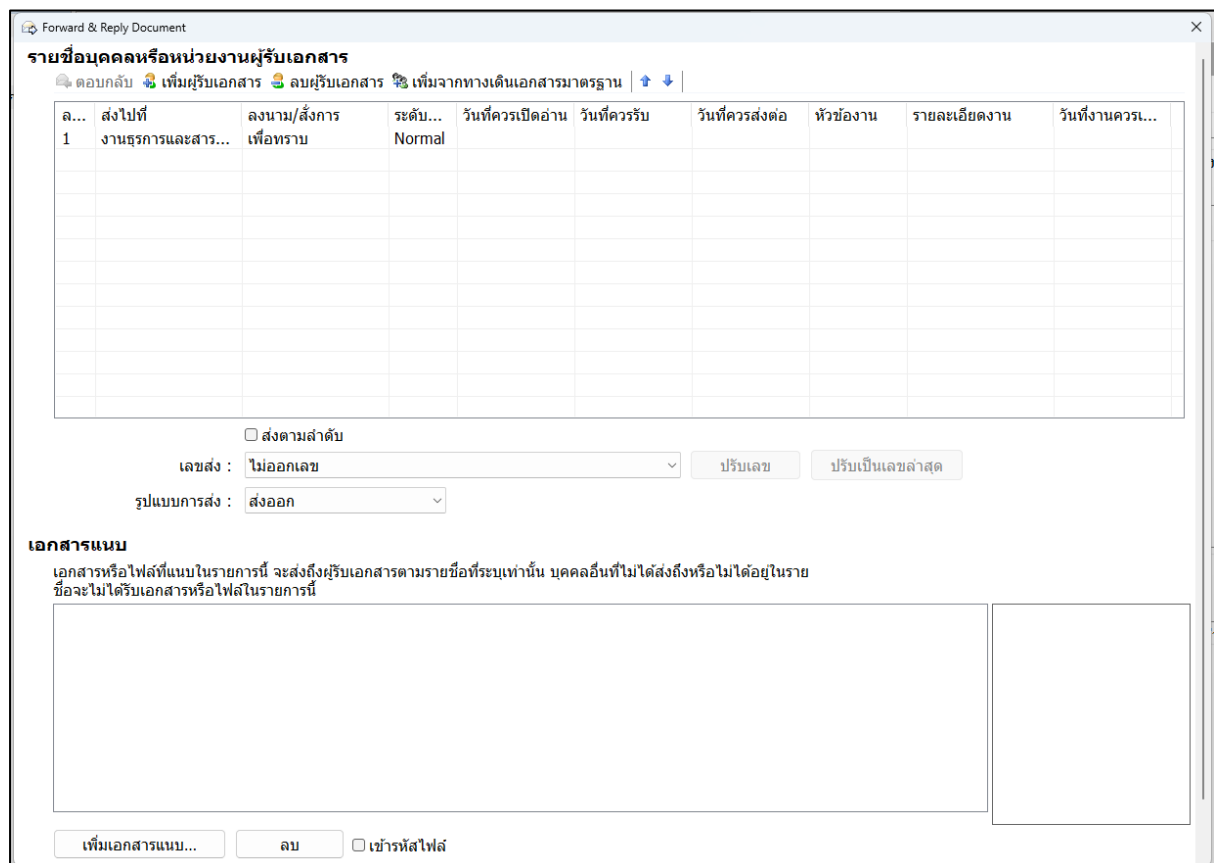 Forward & Reply Document
รายชื่อบุคคลหรือหน่วยงานผู้รับเอกสาร
ตอบกลับ เพิ่มผู้รับเอกสาร ลบผู้รับเอกสาร เพิ่มจากทางเดินเอกสารมาตรฐาน
ล... ส่งไปที่ ลงนาม/สั่งการ ระดับ... วันที่ควรเปิดอ่าน วันที่ควรรับ วันที่ควรส่งต่อ หัวข้องาน รายละเอียดงาน วันที่งานควรเ...
1 งานธุรการและสาร... เพื่อทราบ Normal
ส่งตามลำดับ
เลขส่ง : ไม่ออกเลข ปรับเลข ปรับเป็นเลขล่าสุด
รูปแบบการส่ง : ส่งออก
เอกสารแนบ
เอกสารหรือไฟล์ที่แนบในรายการนี้ จะส่งถึงผู้รับเอกสารตามรายชื่อที่ระบุเท่านั้น บุคคลอื่นที่ไม่ได้ส่งถึงหรือไม่ได้อยู่ในราย
ชื่อจะไม่ได้รับเอกสารหรือไฟล์ในรายการนี้
เพิ่มเอกสารแนบ... ลบ เข้ารหัสไฟล์